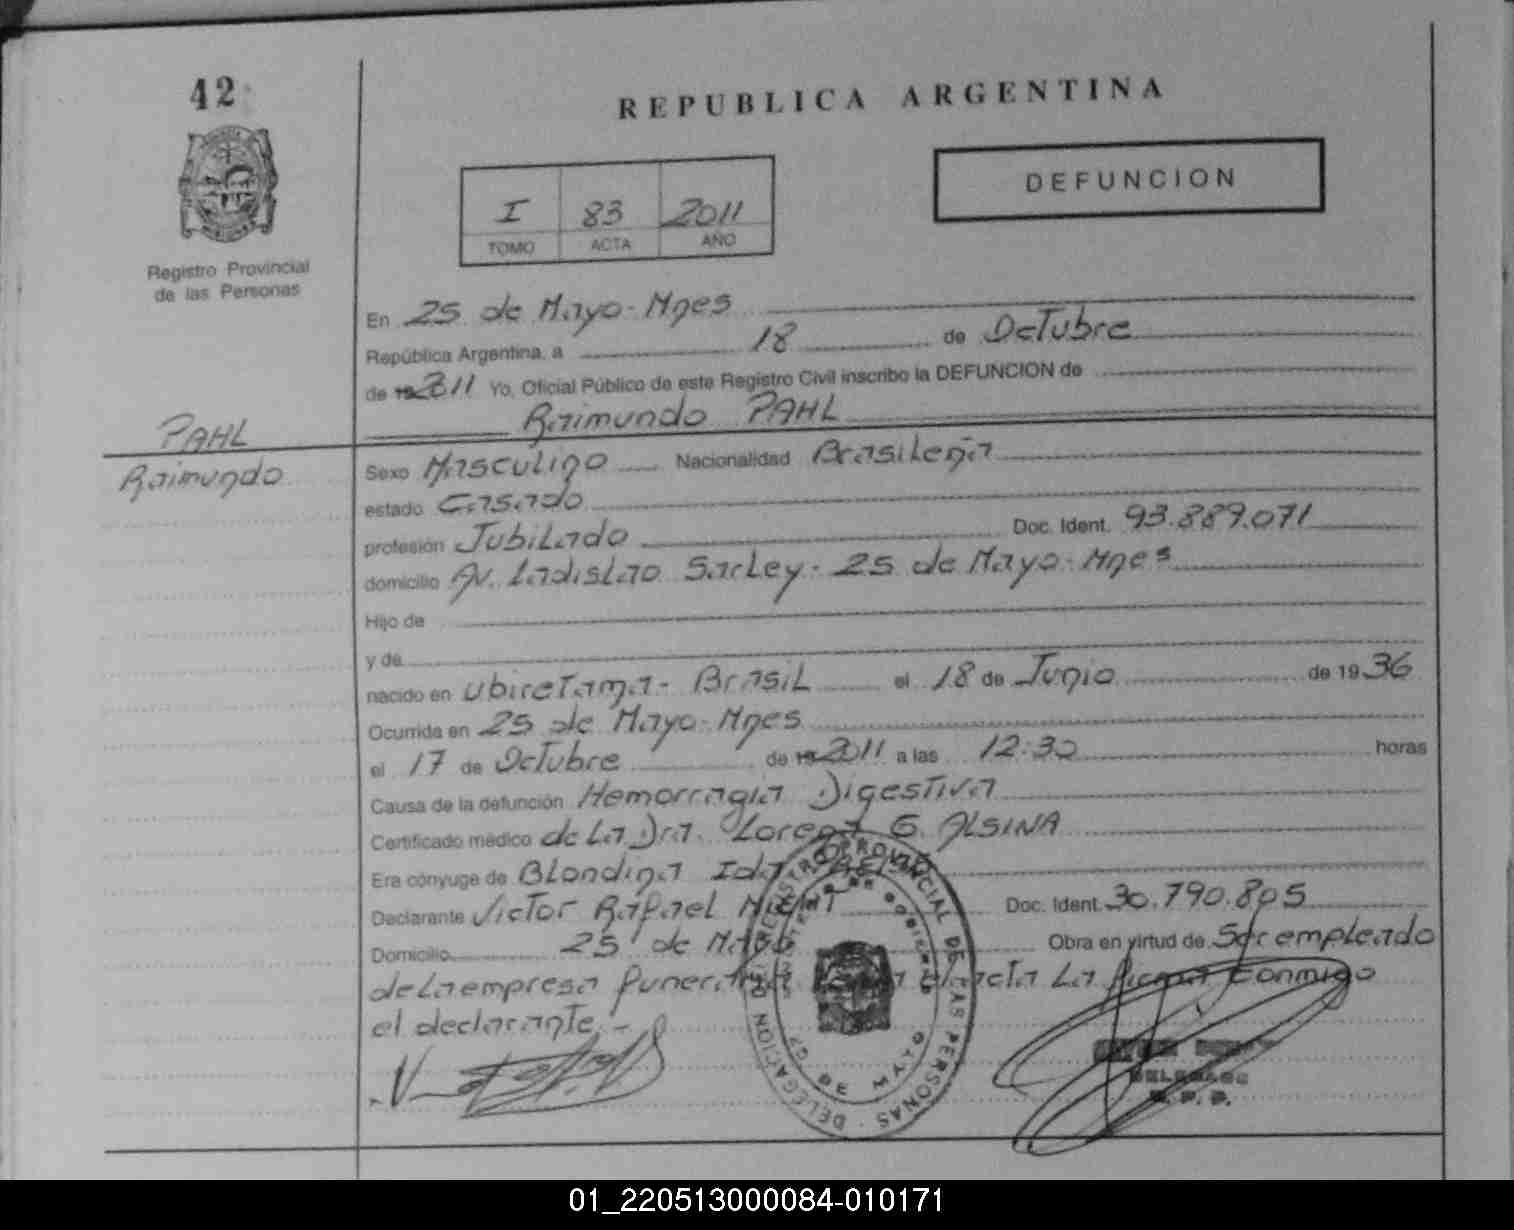 42
REPUBLICA ARGENTINA
DEFUNCION
I 83 2011
TOMO ACTA AÑO
Registro Provincial
de las Personas
En 25 de Mayo-Mnes
República Argentina, a 18 de Octubre
de 19 2011 Yo, Oficial Público de este Registro Civil inscribo la DEFUNCION de
Raimundo PAHL
PAHL
Raimundo
Sexo Masculino Nacionalidad Brasileña
estado Casado
profesión Jubilado Doc. Ident. 93.889.071
domicilio Av. Ladislao Sarley - 25 de Mayo-Mnes
Hijo de
y de
nacido en Ubiretama - Brasil el 18 de Junio de 1936
Ocurrida en 25 de Mayo-Mnes
el 17 de Octubre de 19 2011 a las 12:30 horas
Causa de la defunción Hemorragia Digestiva
Certificado médico de La Dra. Lorena G. ALSINA
Era cónyuge de Blondina Ida
Declarante Victor Rafael Doc. Ident. 30.790.805
Domicilio 25 de Mayo Obra en virtud de Ser empleado
de la empresa funeraria acta La firma Conmigo
el declarante.-
DELEGACION REGISTRO PROVINCIAL DE LAS PERSONAS
25 DE MAYO
DELEGADO
R. P. P.
01_220513000084-010171